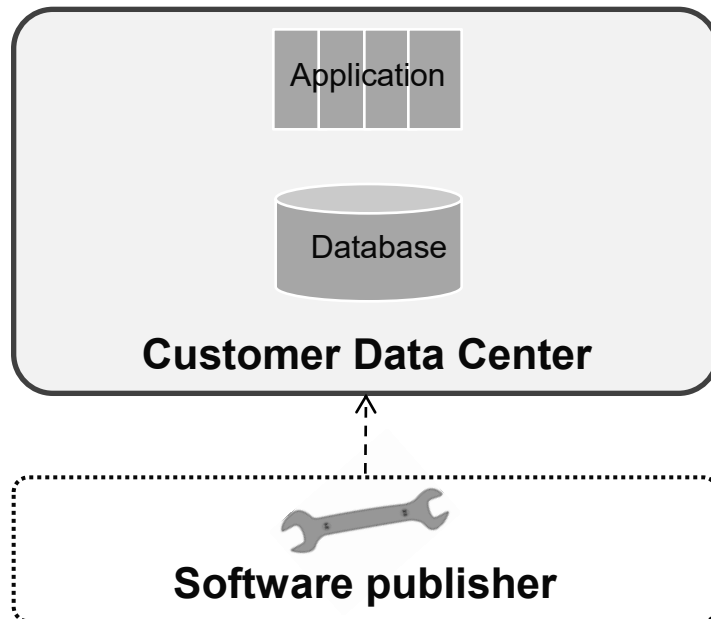 Application
Database
Customer Data Center
Software publisher